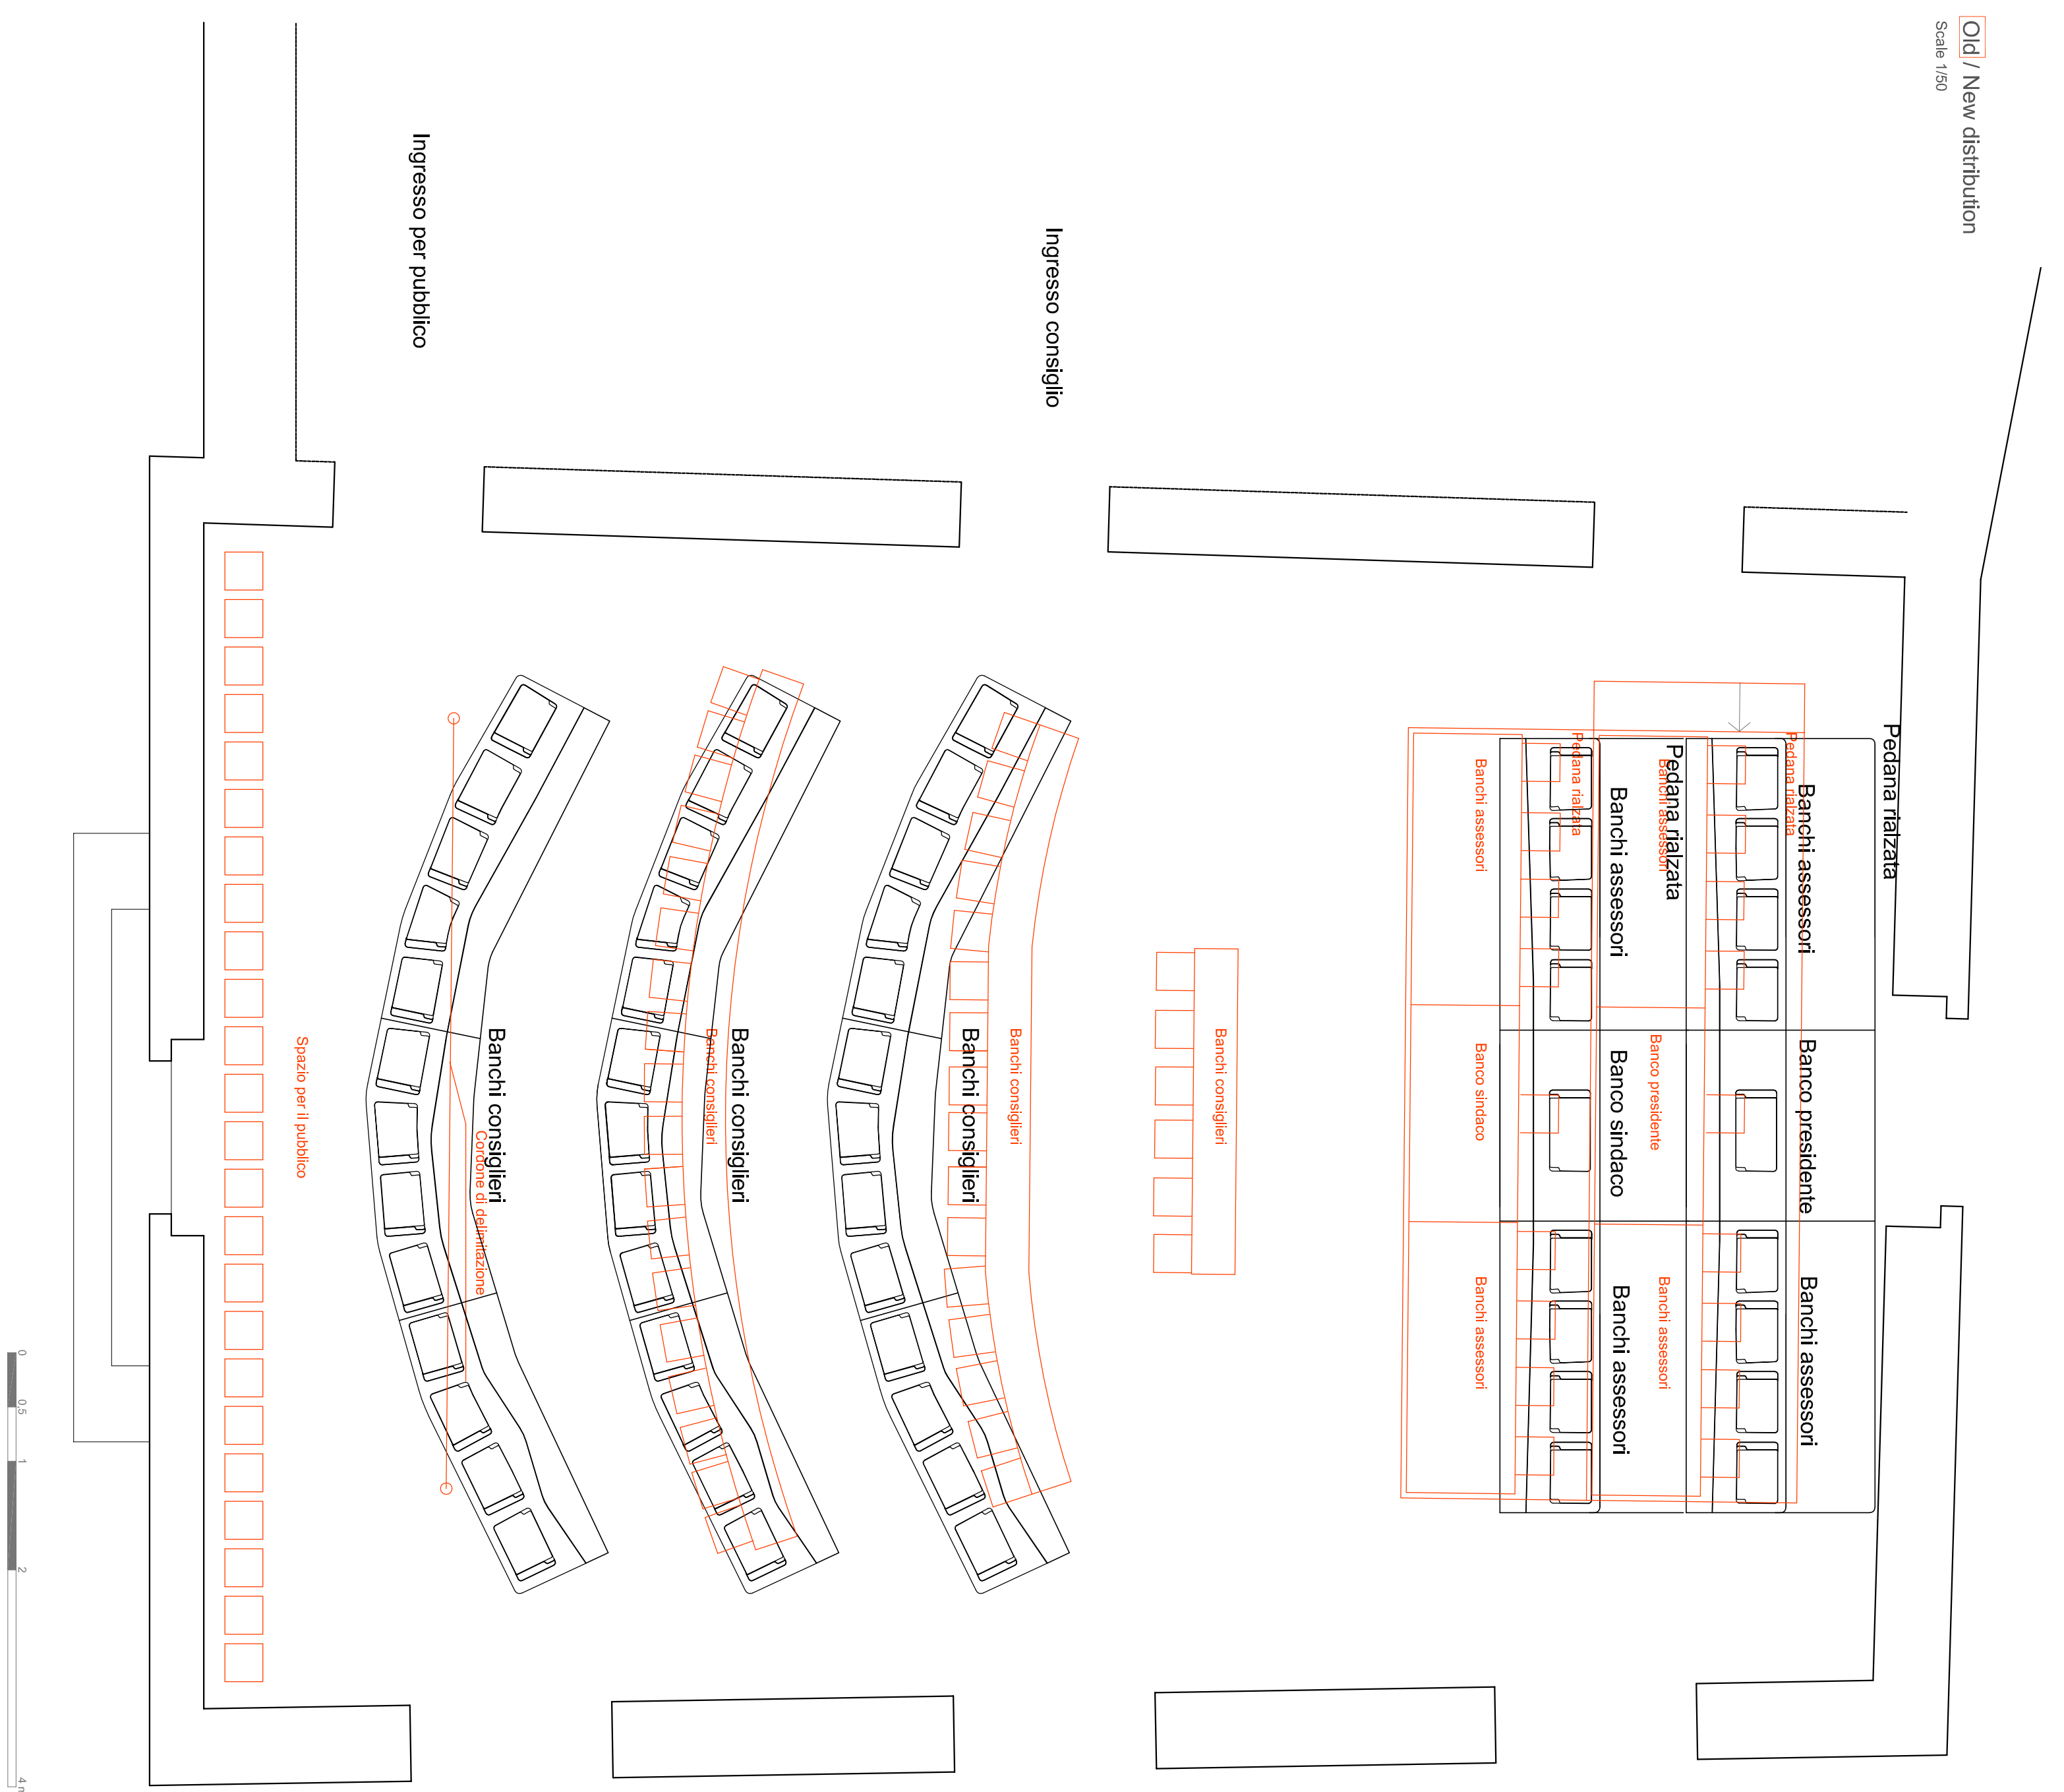 Old / New distribution
Scale 1/50
Ingresso per pubblico
Ingresso consiglio
Pedana rialzata
Pedana rialzata
Banchi assessori
Banchi assessori
Pedana rialzata
Pedana rialzata
Banchi assessori
Banchi assessori
Banco presidente
Banco presidente
Banco sindaco
Banco sindaco
Banchi assessori
Banchi assessori
Banchi assessori
Banchi assessori
Banchi consiglieri
Banchi consiglieri
Banchi consiglieri
Banchi consiglieri
Banchi consiglieri
Banchi consiglieri
Cordone di delimitazione
Spazio per il pubblico
0
0,5
1
2